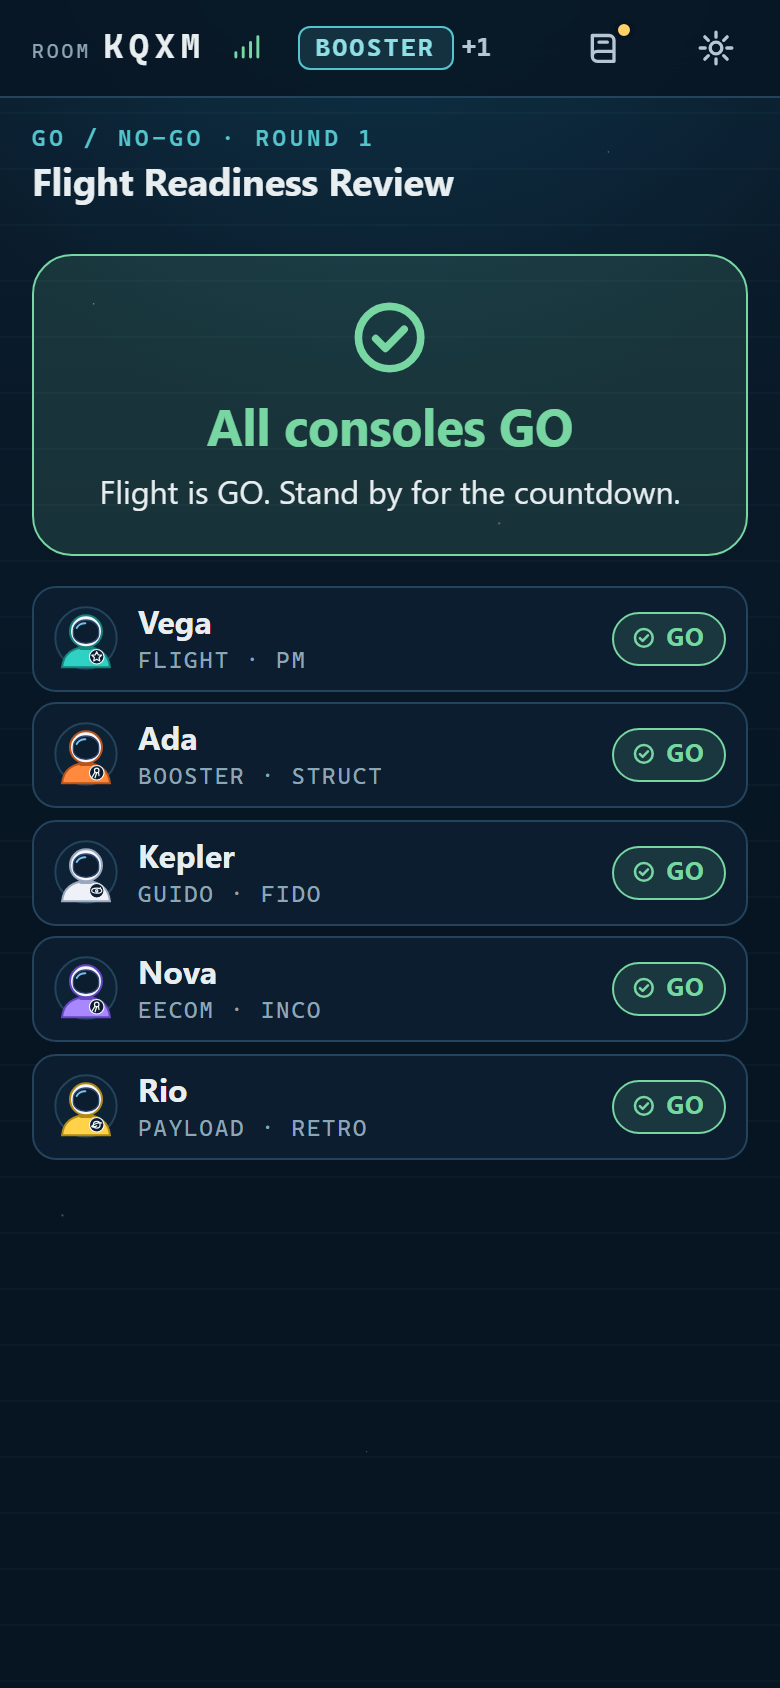 ROOM KQXM BOOSTER +1
GO / NO-GO · ROUND 1
Flight Readiness Review
All consoles GO
Flight is GO. Stand by for the countdown.
Vega
FLIGHT · PM
GO
Ada
BOOSTER · STRUCT
GO
Kepler
GUIDO · FIDO
GO
Nova
EECOM · INCO
GO
Rio
PAYLOAD · RETRO
GO